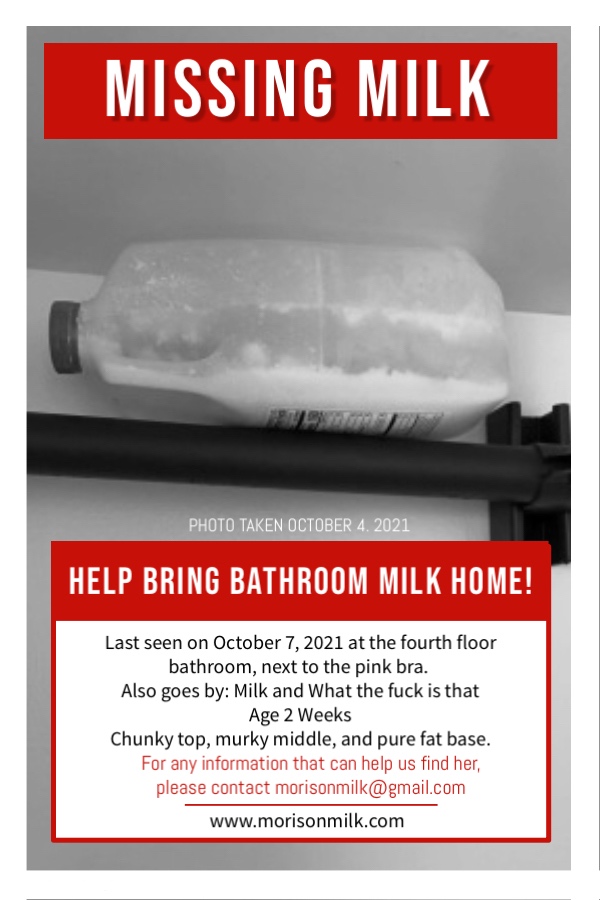 MISSING MILK
PHOTO TAKEN OCTOBER 4. 2021
HELP BRING BATHROOM MILK HOME!
Last seen on October 7, 2021 at the fourth floor
bathroom, next to the pink bra.
Also goes by: Milk and What the fuck is that
Age 2 Weeks
Chunky top, murky middle, and pure fat base.
For any information that can help us find her,
please contact morisonmilk@gmail.com
www.morisonmilk.com